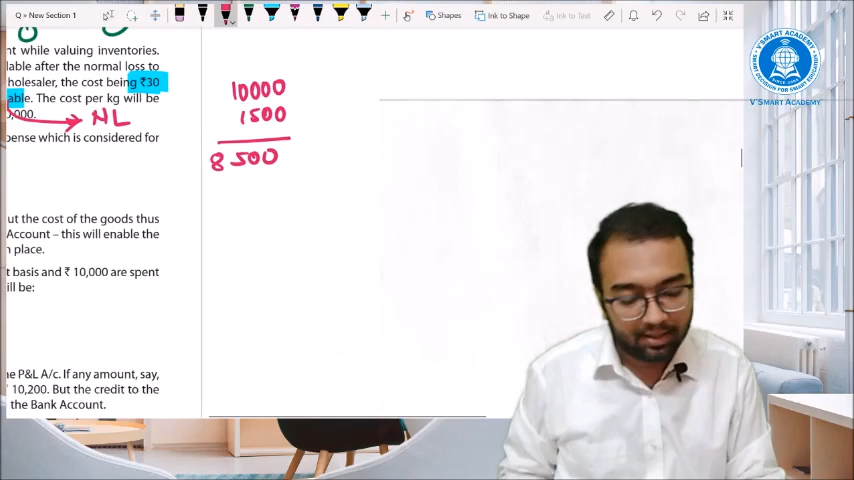 Q » New Section 1
Shapes
Ink to Shape
Ink to Text
nt while valuing inventories.
lable after the normal loss to
holesaler, the cost being ₹30
able. The cost per kg will be
0,000.
NL
pense which is considered for
ut the cost of the goods thus
Account – this will enable the
n place.
t basis and ₹ 10,000 are spent
ill be:
he P&L A/c. If any amount, say,
₹ 10,200. But the credit to the
the Bank Account.
10000
1500
8500
V'SMART ACADEMY
V'SMART ACADEMY